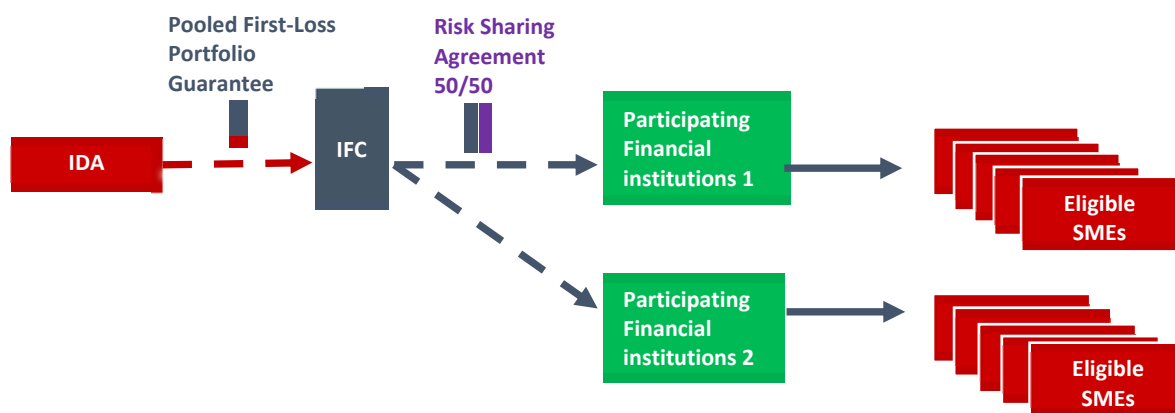 Pooled First-Loss
Portfolio
Guarantee
Risk Sharing
Agreement
50/50
IDA
IFC
Participating
Financial
institutions 1
Eligible
SMEs
Participating
Financial
institutions 2
Eligible
SMEs